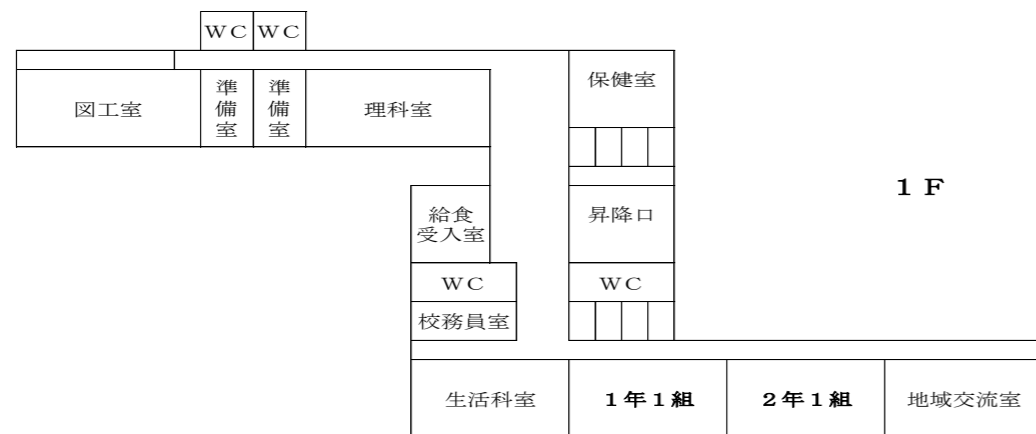 WC WC
図工室 準備室 準備室 理科室 保健室
1F
給食
受入室
昇降口
WC WC
校務員室
生活科室 1年1組 2年1組 地域交流室